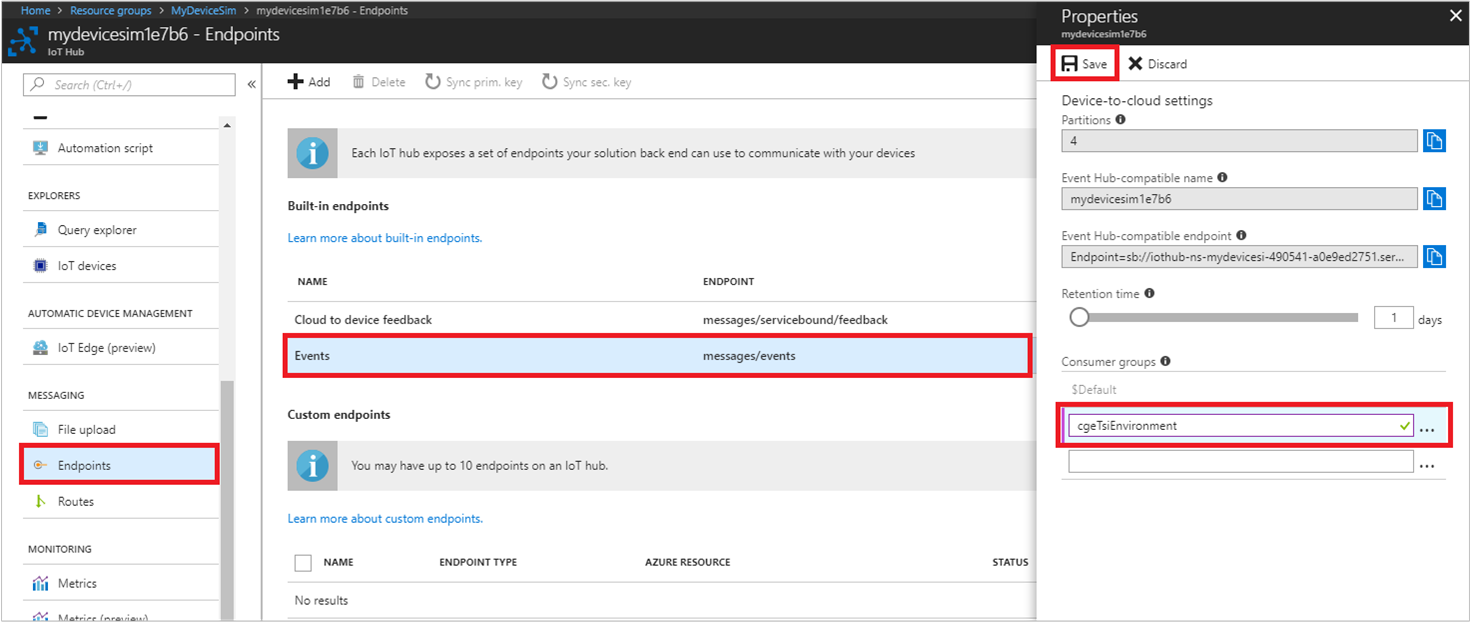 Home > Resource groups > MyDeviceSim > mydevicesim1e7b6 - Endpoints
mydevicesim1e7b6 - Endpoints
IoT Hub
Search (Ctrl+/)
«
Automation script
EXPLORERS
Query explorer
IoT devices
AUTOMATIC DEVICE MANAGEMENT
IoT Edge (preview)
MESSAGING
File upload
Endpoints
Routes
MONITORING
Metrics
Metrics (preview)
Add Delete Sync prim. key Sync sec. key
Each IoT hub exposes a set of endpoints your solution back end can use to communicate with your devices
Built-in endpoints
Learn more about built-in endpoints.
NAME ENDPOINT
Cloud to device feedback messages/servicebound/feedback
Events messages/events
Custom endpoints
You may have up to 10 endpoints on an IoT hub.
Learn more about custom endpoints.
NAME ENDPOINT TYPE AZURE RESOURCE STATUS
No results
Properties
mydevicesim1e7b6
Save Discard
Device-to-cloud settings
Partitions
4
Event Hub-compatible name
mydevicesim1e7b6
Event Hub-compatible endpoint
Endpoint=sb://iothub-ns-mydevicesi-490541-a0e9ed2751.ser...
Retention time
1 days
Consumer groups
$Default
cgeTsiEnvironment ...
...